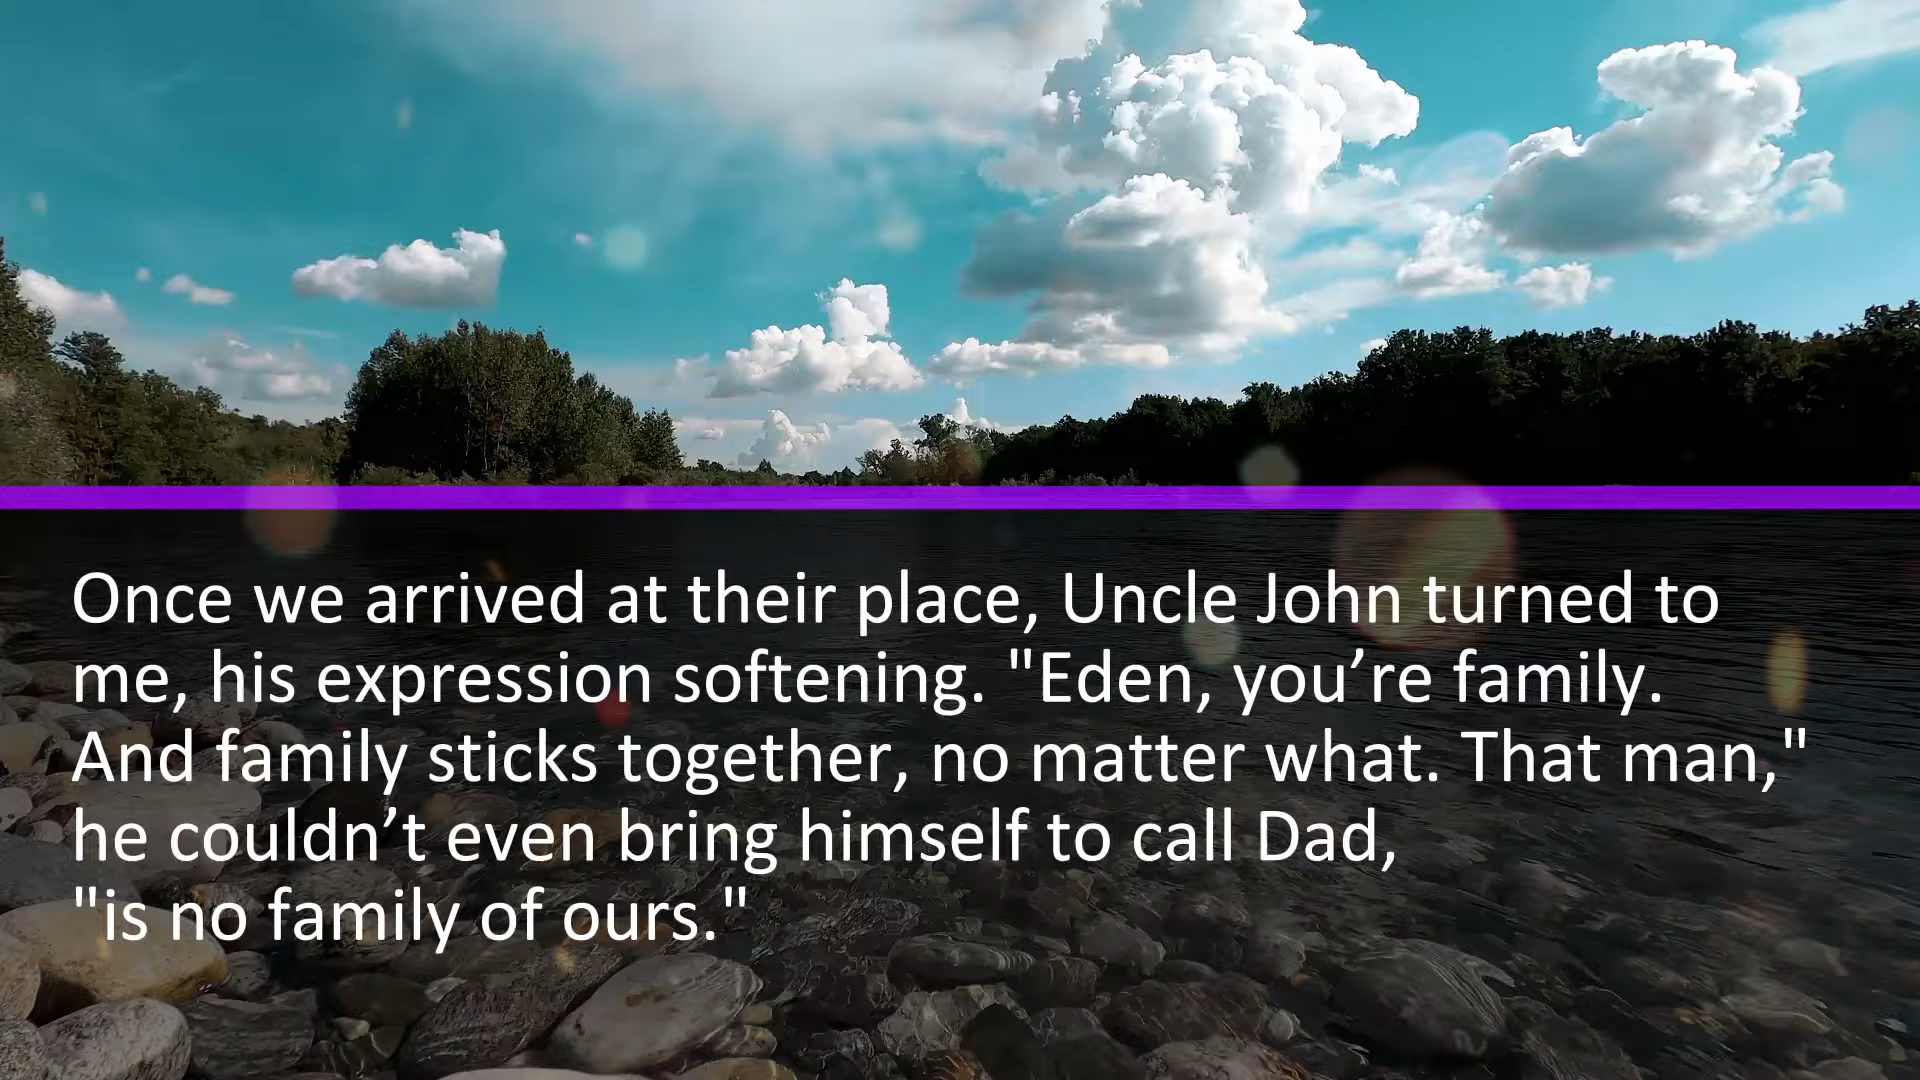 Once we arrived at their place, Uncle John turned to
me, his expression softening. "Eden, you’re family.
And family sticks together, no matter what. That man,"
he couldn’t even bring himself to call Dad,
"is no family of ours."